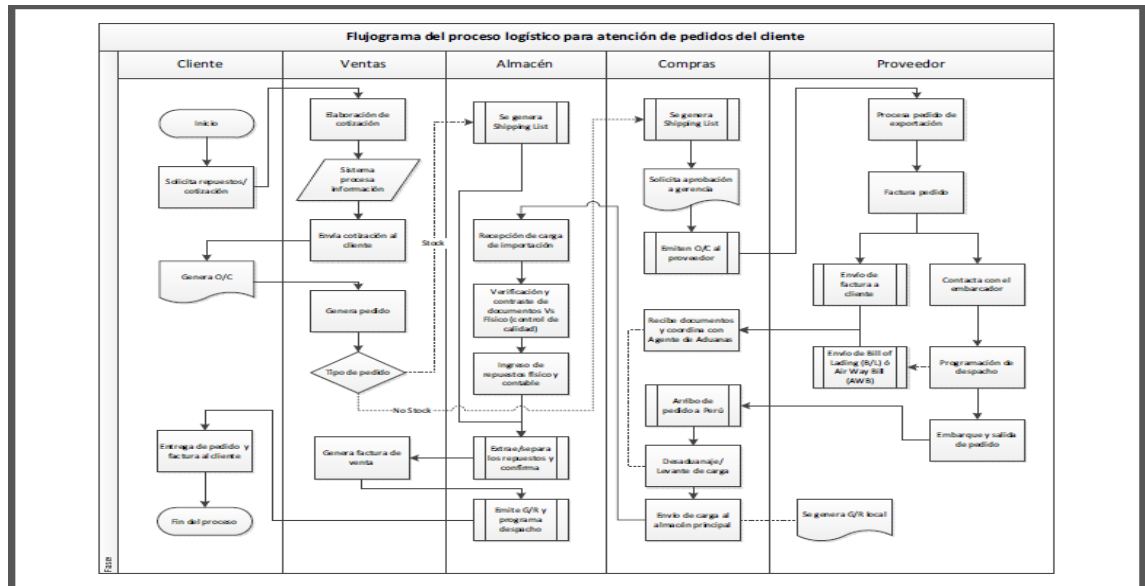 Flujograma del proceso logístico para atención de pedidos del cliente
Cliente
Ventas
Almacén
Compras
Proveedor
Inicio
Solicita repuestos/
cotización
Genera O/C
Entrega de pedido y
factura al cliente
Fin del proceso
Elaboración de
cotización
Sistema
procesa
información
Envía cotización al
cliente
Genera pedido
Tipo de pedido
Stock
No Stock
Genera factura de
venta
Se genera
Shipping List
Recepción de carga
de importación
Verificación y
contraste de
documentos Vs
Físico (control de
calidad)
Ingreso de
repuestos físico y
contable
Extrae/separa
los repuestos y
confirma
Emite G/R y
programa
despacho
Se genera
Shipping List
Solicita aprobación
a gerencia
Emiten O/C al
proveedor
Recibe documentos
y coordina con
Agente de Aduanas
Arribo de
pedido a Perú
Desaduanaje/
Levante de carga
Envío de carga al
almacén principal
Procesa pedido de
exportación
Factura pedido
Envío de
factura a
cliente
Contacta con el
embarcador
Envío de Bill of
Lading (B/L) ó
Air Way Bill
(AWB)
Programación de
despacho
Embarque y salida
de pedido
Se genera G/R local
Fase